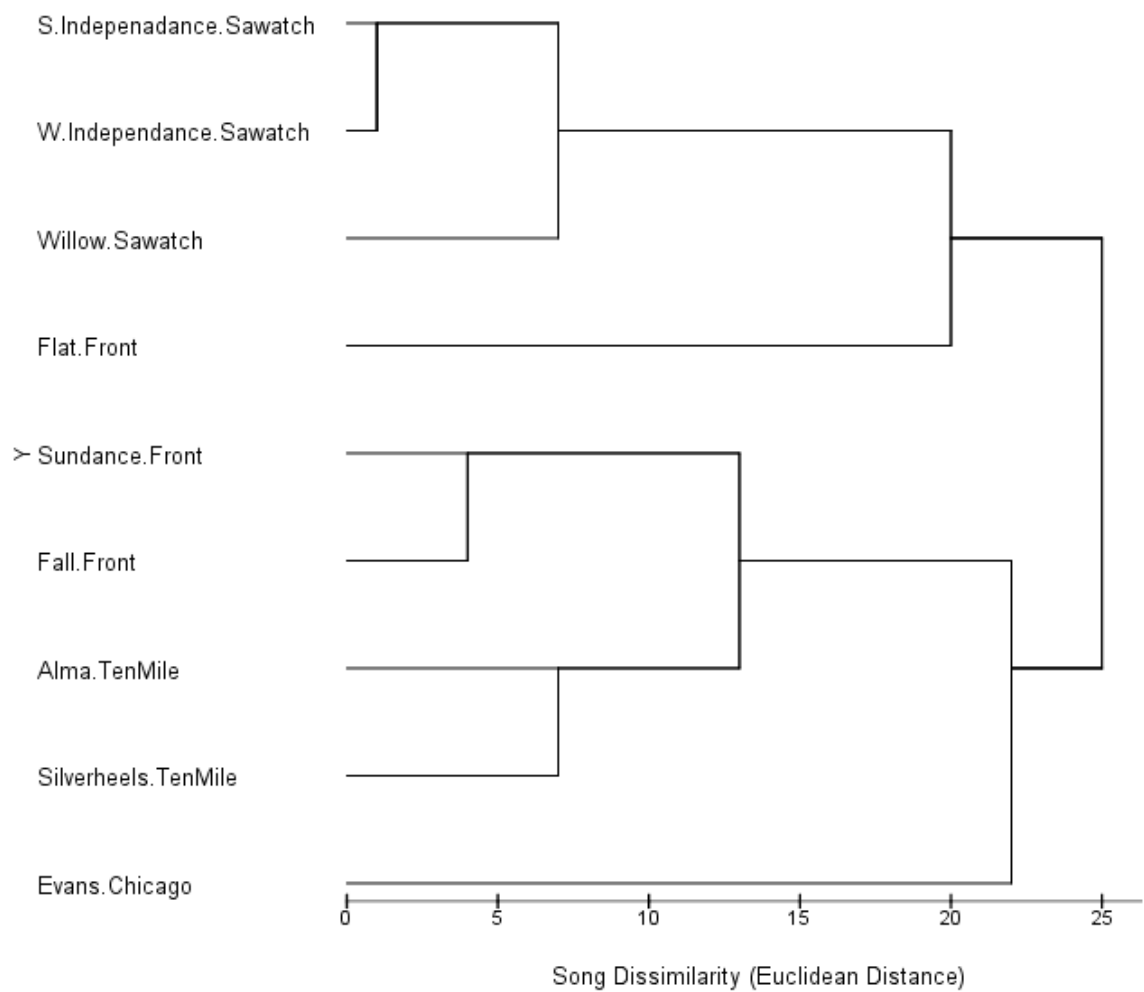 S.Indepenadance.Sawatch
W.Independance.Sawatch
Willow.Sawatch
Flat.Front
Y Sundance.Front
Fall.Front
Alma.TenMile
Silverheels.TenMile
Evans.Chicago
0 5 10 15 20 25
Song Dissimilarity (Euclidean Distance)